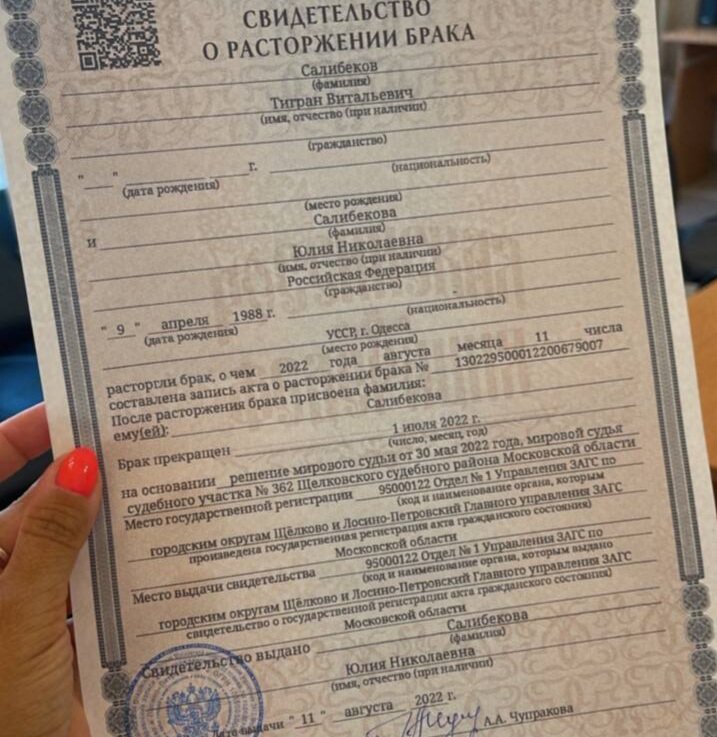 СВИДЕТЕЛЬСТВО
О РАСТОРЖЕНИИ БРАКА
Салибеков
(фамилия)
Тигран Витальевич
(имя, отчество (при наличии)
(гражданство)
" " г.
(дата рождения) (национальность)
(место рождения)
и Салибекова
(фамилия)
Юлия Николаевна
(имя, отчество (при наличии)
Российская Федерация
(гражданство)
" 9 " апреля 1988 г.
(дата рождения) (национальность)
УССР, г. Одесса
(место рождения)
расторгли брак, о чем 2022 года августа месяца 11 числа
составлена запись акта о расторжении брака № 130229500012200679007
После расторжения брака присвоена фамилия:
ему(ей): Салибекова
Брак прекращен 1 июля 2022 г.
(число, месяц, год)
на основании решение мирового судьи от 30 мая 2022 года, мировой судья
судебного участка № 362 Щелковского судебного района Московской области
Место государственной регистрации 95000122 Отдел № 1 Управления ЗАГС по
(код и наименование органа, которым
городским округам Щёлково и Лосино-Петровский Главного управления ЗАГС
произведена государственная регистрация акта гражданского состояния)
Московской области
Место выдачи свидетельства 95000122 Отдел № 1 Управления ЗАГС по
(код и наименование органа, которым выдано
городским округам Щёлково и Лосино-Петровский Главного управления ЗАГС
свидетельство о государственной регистрации акта гражданского состояния)
Московской области
Свидетельство выдано Салибекова
(фамилия)
Юлия Николаевна
(имя, отчество (при наличии)
Дата выдачи " 11 " августа 2022 г.
А.А. Чупракова